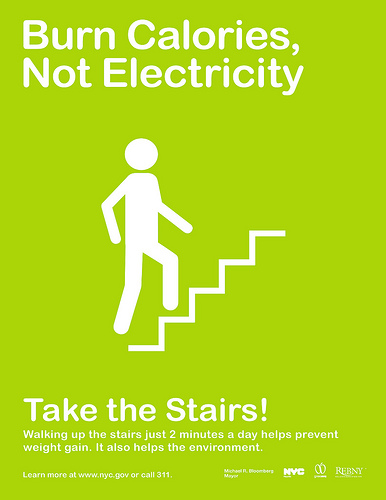 Burn Calories,
Not Electricity
Take the Stairs!
Walking up the stairs just 2 minutes a day helps prevent
weight gain. It also helps the environment.
Learn more at www.nyc.gov or call 311.
Michael R. Bloomberg
Mayor
NYC
REBNY